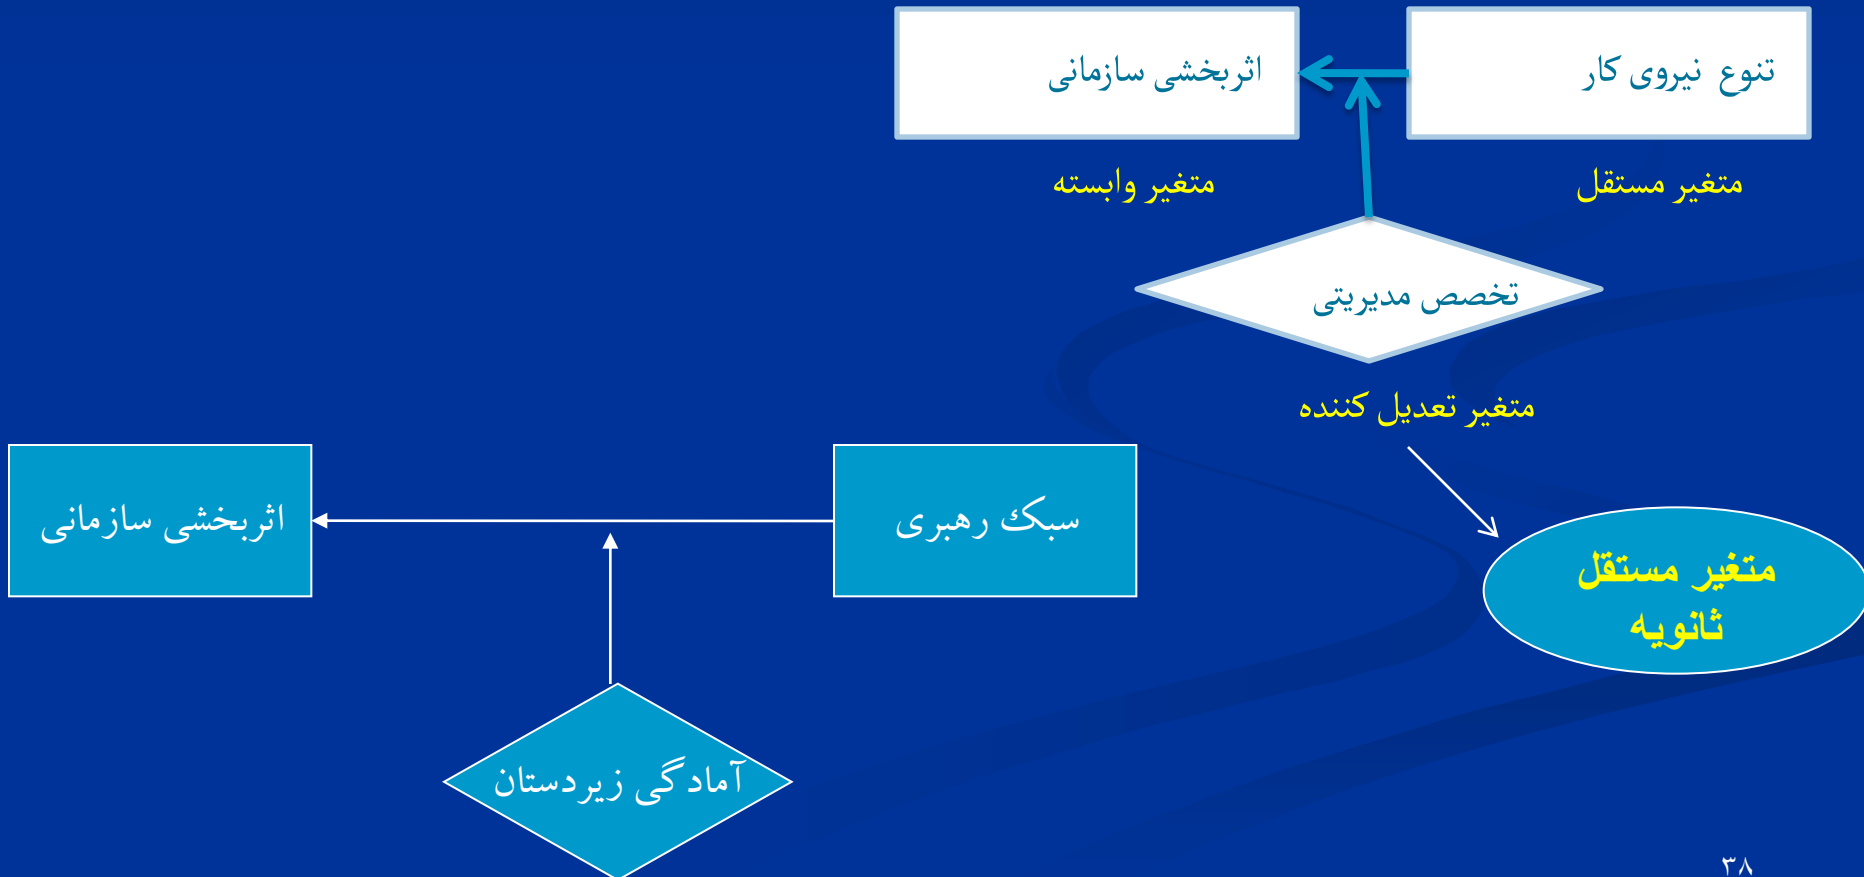 تنوع نیروی کار
اثربخشی سازمانی
متغیر مستقل
متغیر وابسته
تخصص مدیریتی
متغیر تعدیل کننده
سبک رهبری
اثربخشی سازمانی
متغیر مستقل
ثانویه
آمادگی زیردستان
۳۸